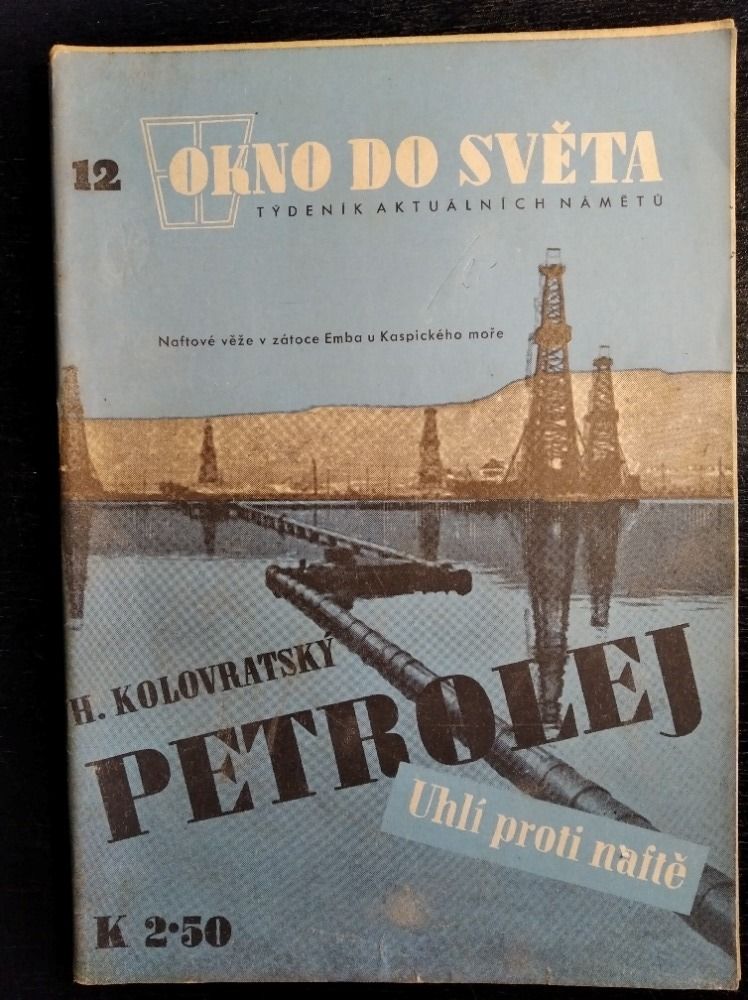 12
OKNO DO SVĚTA
TÝDENÍK AKTUÁLNÍCH NÁMĚTŮ
Naftové věže v zátoce Emba u Kaspického moře
H. KOLOVRATSKÝ
PETROLEJ
Uhlí proti naftě
K 2·50